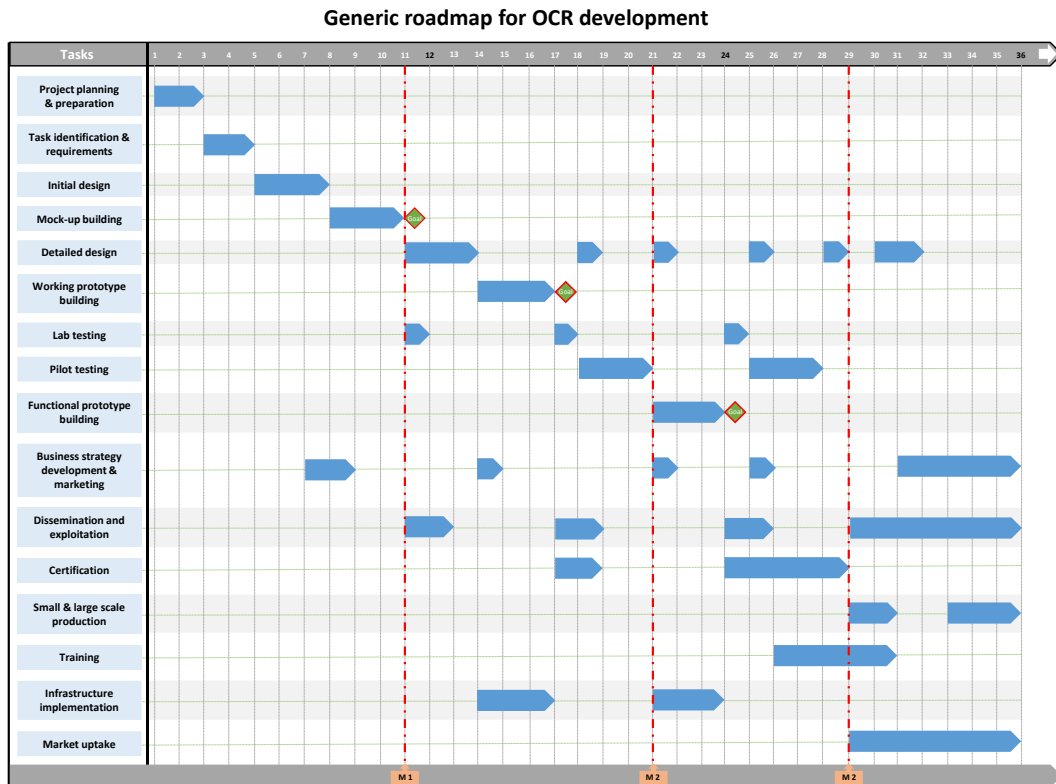 Generic roadmap for OCR development
Tasks 1 2 3 4 5 6 7 8 9 10 11 12 13 14 15 16 17 18 19 20 21 22 23 24 25 26 27 28 29 30 31 32 33 34 35 36
Project planning
& preparation
Task identification &
requirements
Initial design
Mock-up building
Goal
Detailed design
Working prototype
building
Goal
Lab testing
Pilot testing
Functional prototype
building
Goal
Business strategy
development &
marketing
Dissemination and
exploitation
Certification
Small & large scale
production
Training
Infrastructure
implementation
Market uptake
M 1 M 2 M 2